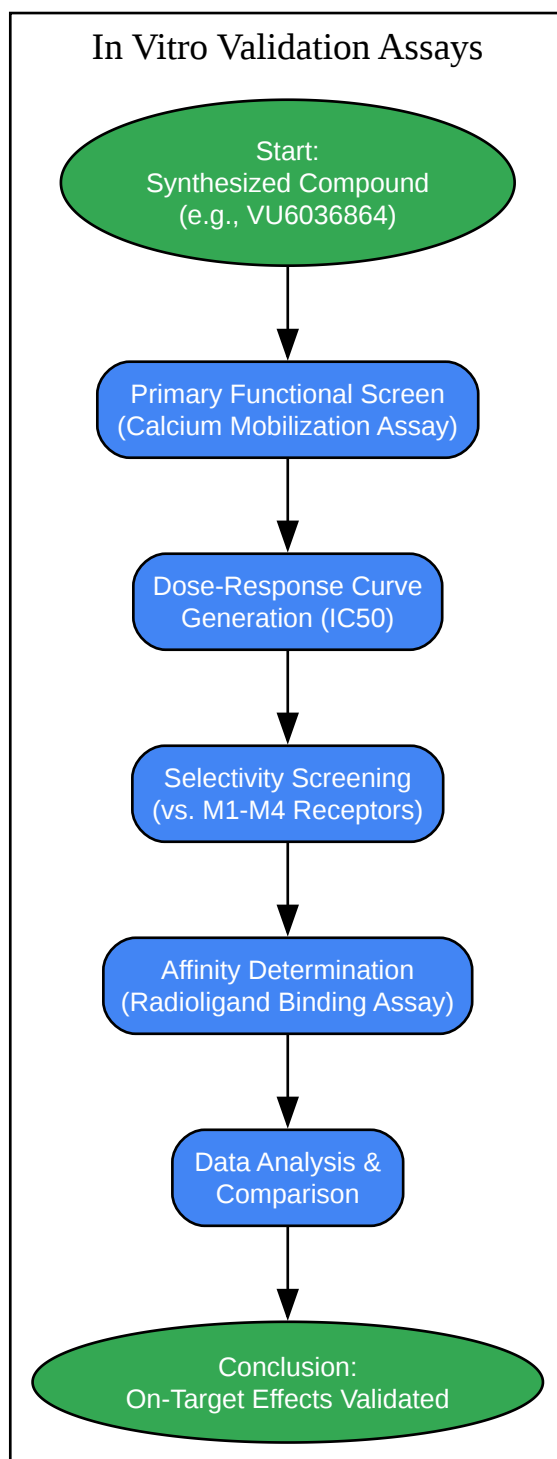 In Vitro Validation Assays
Start:
Synthesized Compound
(e.g., VU6036864)
Primary Functional Screen
(Calcium Mobilization Assay)
Dose-Response Curve
Generation (IC50)
Selectivity Screening
(vs. M1-M4 Receptors)
Affinity Determination
(Radioligand Binding Assay)
Data Analysis &
Comparison
Conclusion:
On-Target Effects Validated